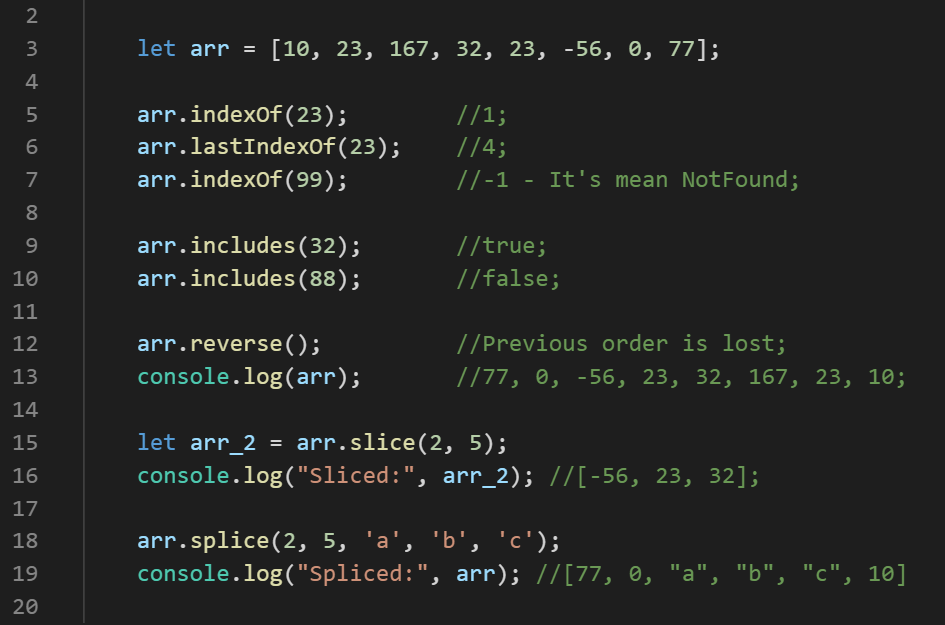 2
3 let arr = [10, 23, 167, 32, 23, -56, 0, 77];
4
5 arr.indexOf(23); //1;
6 arr.lastIndexOf(23); //4;
7 arr.indexOf(99); //-1 - It's mean NotFound;
8
9 arr.includes(32); //true;
10 arr.includes(88); //false;
11
12 arr.reverse(); //Previous order is lost;
13 console.log(arr); //77, 0, -56, 23, 32, 167, 23, 10;
14
15 let arr_2 = arr.slice(2, 5);
16 console.log("Sliced:", arr_2); //[-56, 23, 32];
17
18 arr.splice(2, 5, 'a', 'b', 'c');
19 console.log("Spliced:", arr); //[77, 0, "a", "b", "c", 10]
20